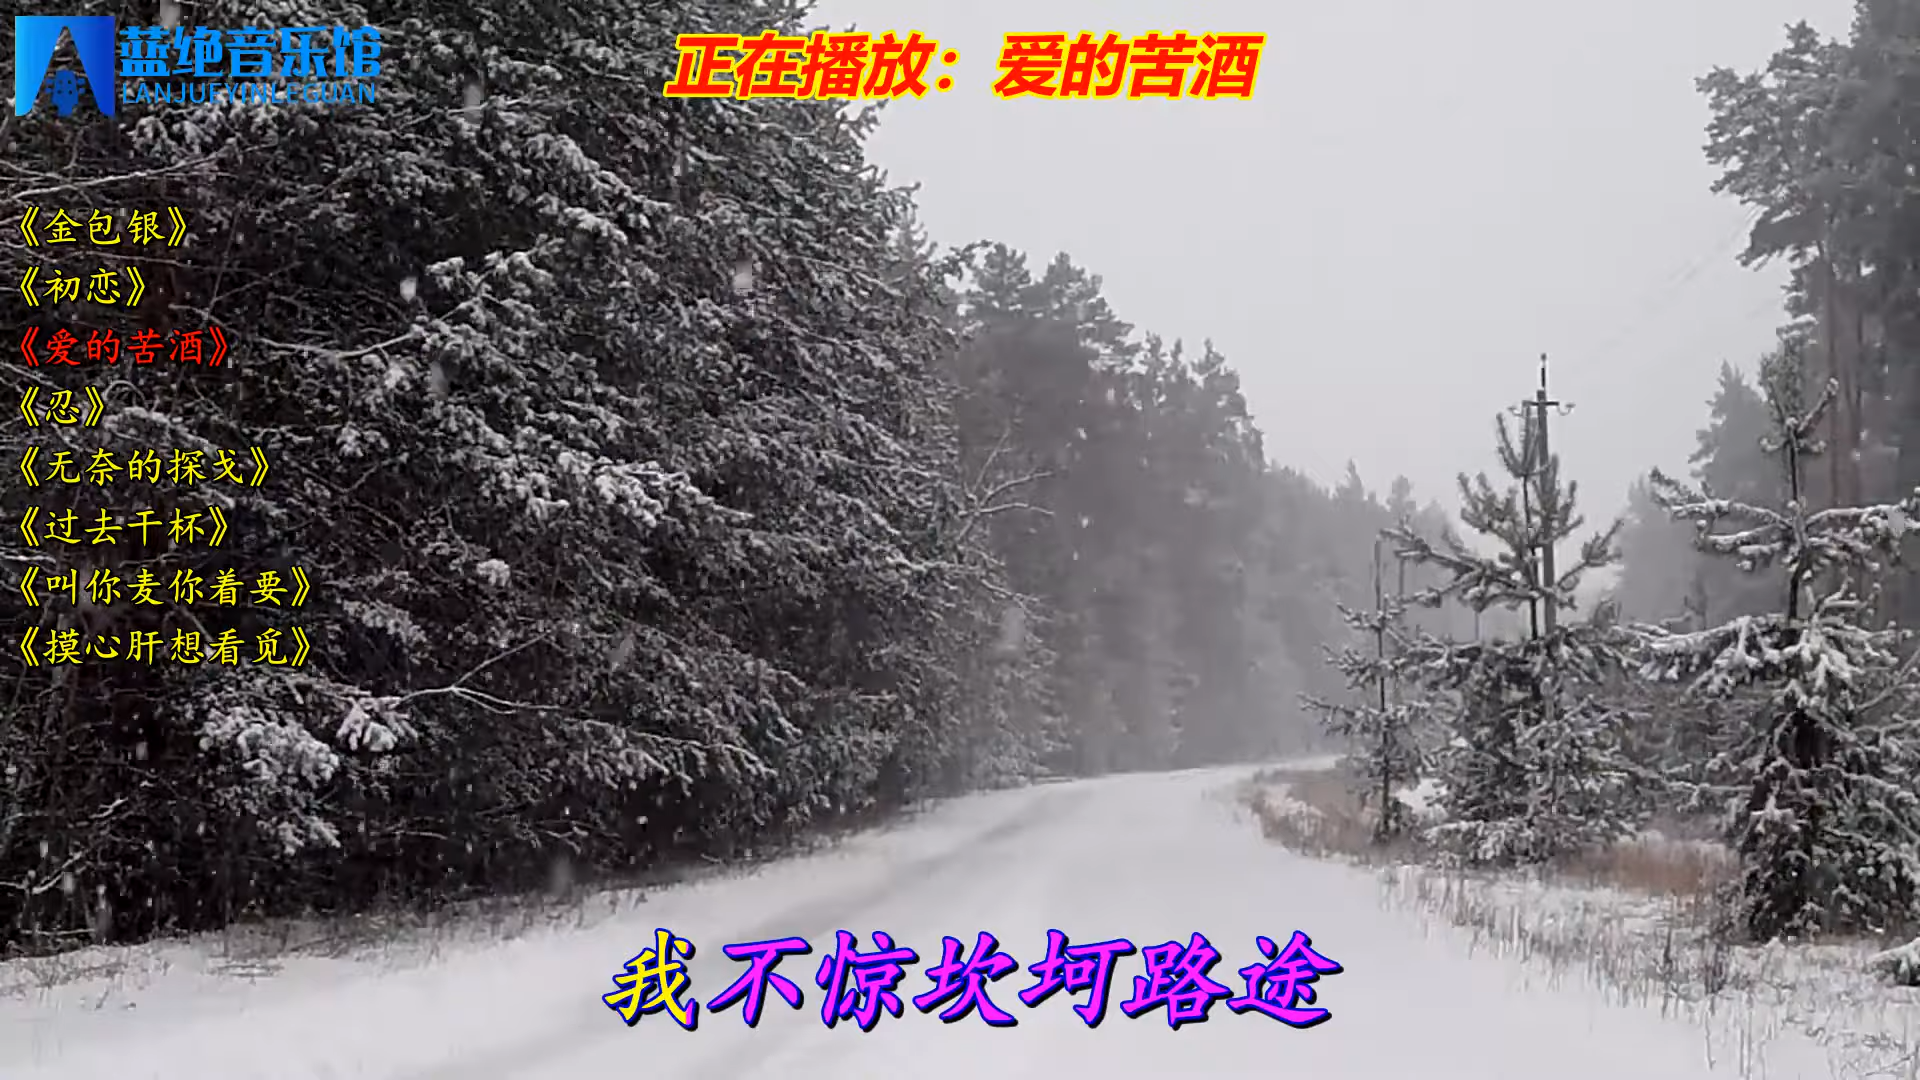 蓝绝音乐馆
LANJUEYINLEGUAN
正在播放：爱的苦酒
《金包银》
《初恋》
《爱的苦酒》
《忍》
《无奈的探戈》
《过去干杯》
《叫你麦你着要》
《摸心肝想看觅》
我不惊坎坷路途